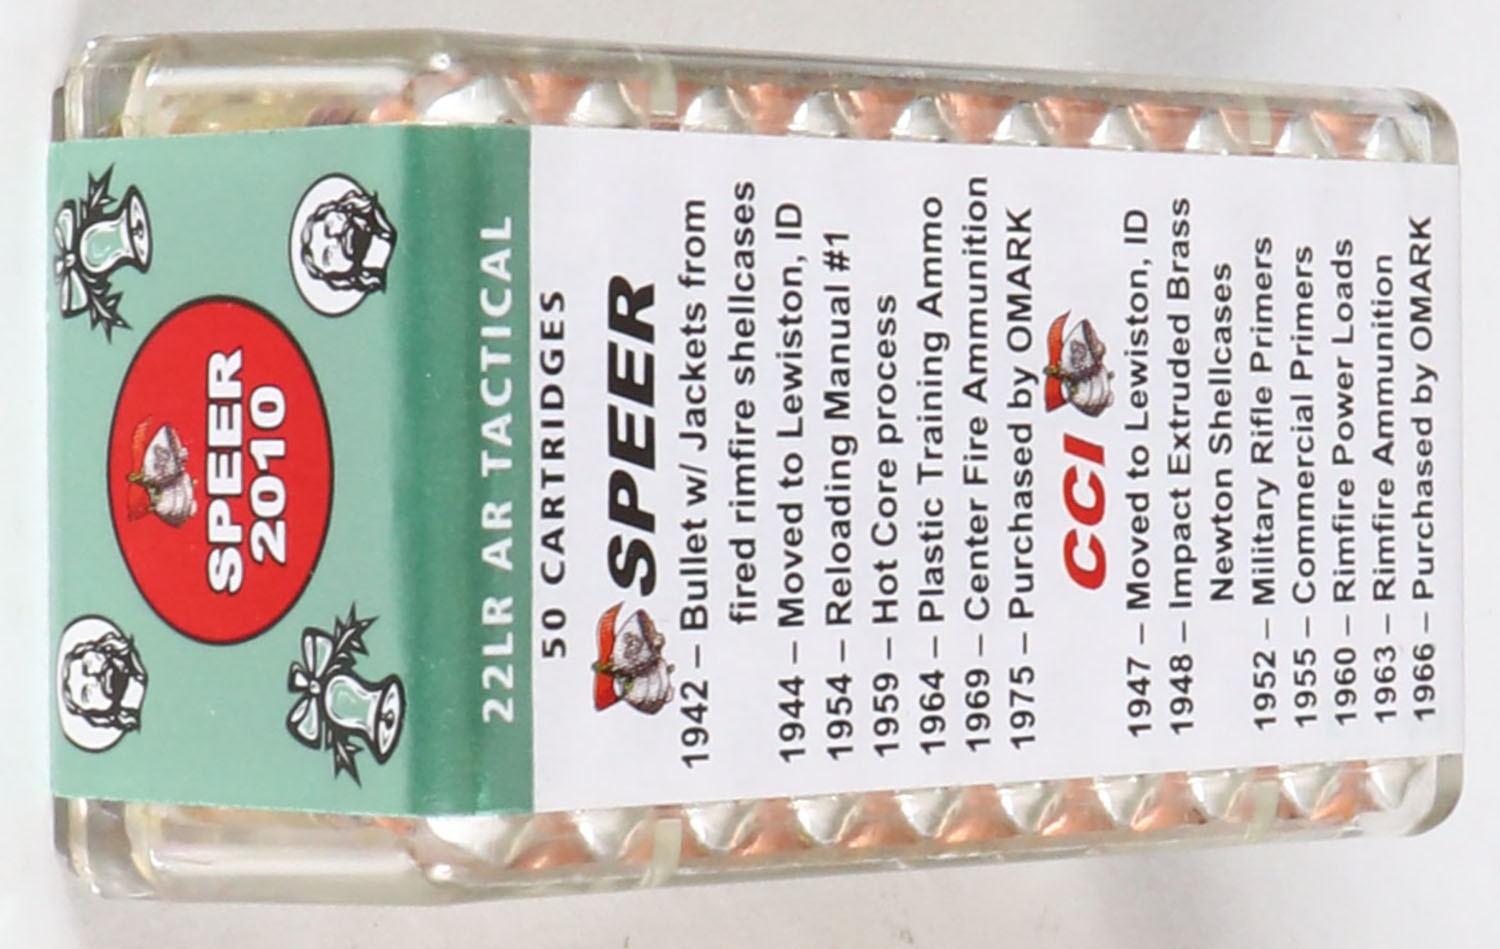 SPEER
2010
22LR AR TACTICAL
50 CARTRIDGES
SPEER
1942 – Bullet w/ Jackets from
fired rimfire shellcases
1944 – Moved to Lewiston, ID
1954 – Reloading Manual #1
1959 – Hot Core process
1964 – Plastic Training Ammo
1969 – Center Fire Ammunition
1975 – Purchased by OMARK
CCI
1947 – Moved to Lewiston, ID
1948 – Impact Extruded Brass
Newton Shellcases
1952 – Military Rifle Primers
1955 – Commercial Primers
1960 – Rimfire Power Loads
1963 – Rimfire Ammunition
1966 – Purchased by OMARK